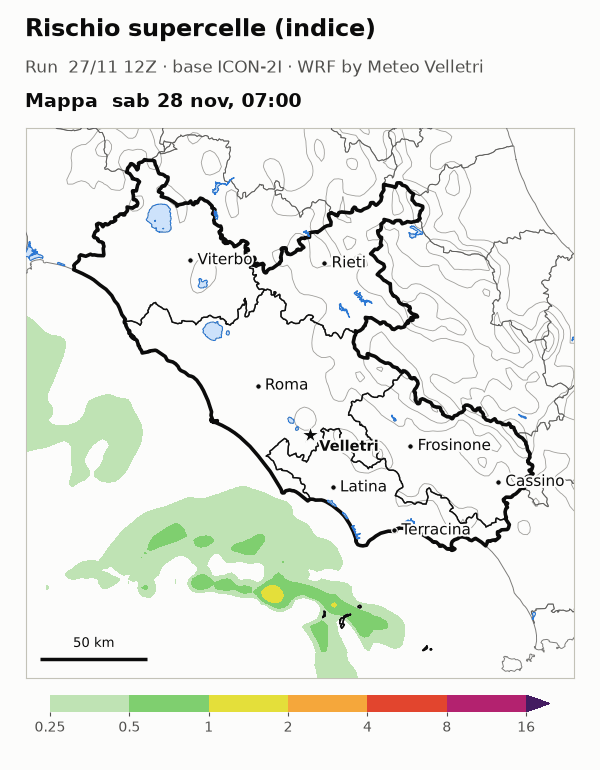 Rischio supercelle (indice)
Run  27/11 12Z · base ICON-2I · WRF by Meteo Velletri
Mappa  sab 28 nov, 07:00
Viterbo
Rieti
Roma
Velletri
Frosinone
Cassino
Latina
Terracina
50 km
0.25 0.5 1 2 4 8 16